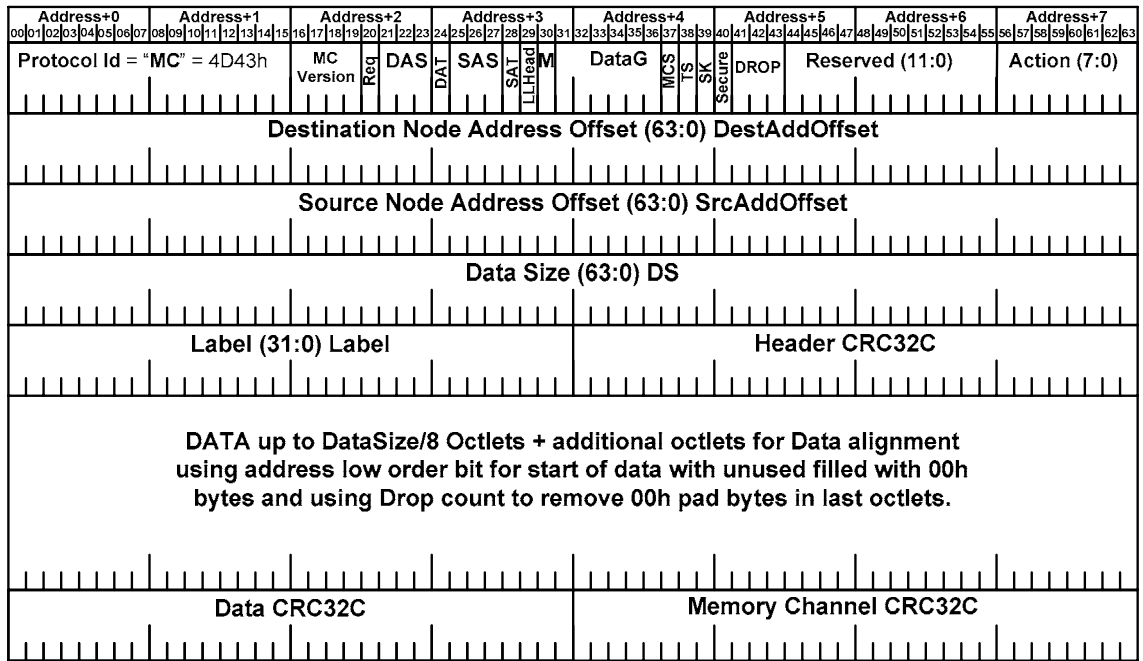 Address+0 Address+1 Address+2 Address+3 Address+4 Address+5 Address+6 Address+7
00 01 02 03 04 05 06 07 08 09 10 11 12 13 14 15 16 17 18 19 20 21 22 23 24 25 26 27 28 29 30 31 32 33 34 35 36 37 38 39 40 41 42 43 44 45 46 47 48 49 50 51 52 53 54 55 56 57 58 59 60 61 62 63
Protocol Id = “MC” = 4D43h
MC
Version
Req
DAS
DAT
SAS
SAT
LLHead
M
DataG
MCS
TS
SK
Secure
DROP
Reserved (11:0)
Action (7:0)
Destination Node Address Offset (63:0) DestAddOffset
Source Node Address Offset (63:0) SrcAddOffset
Data Size (63:0) DS
Label (31:0) Label
Header CRC32C
DATA up to DataSize/8 Octlets + additional octlets for Data alignment
using address low order bit for start of data with unused filled with 00h
bytes and using Drop count to remove 00h pad bytes in last octlets.
Data CRC32C
Memory Channel CRC32C